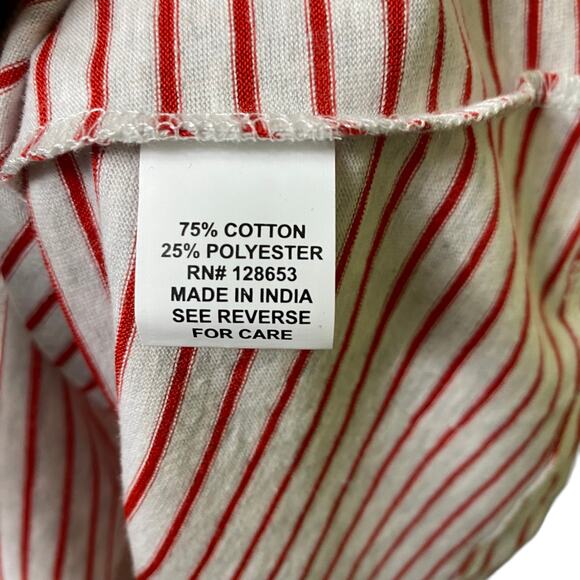 75% COTTON
25% POLYESTER
RN# 128653
MADE IN INDIA
SEE REVERSE
FOR CARE